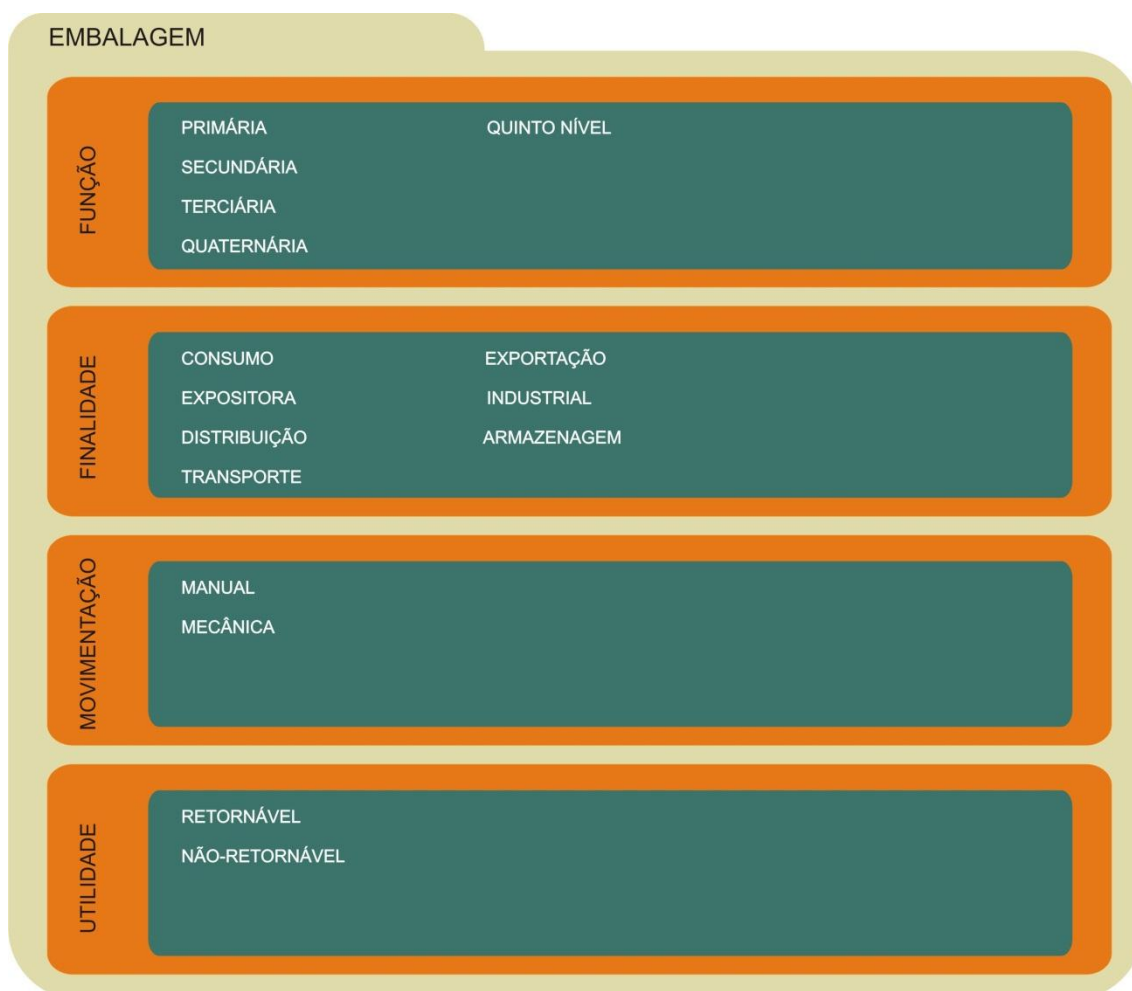 EMBALAGEM
FUNÇÃO
PRIMÁRIA
SECUNDÁRIA
TERCIÁRIA
QUATERNÁRIA
QUINTO NÍVEL
FINALIDADE
CONSUMO
EXPOSITORA
DISTRIBUIÇÃO
TRANSPORTE
EXPORTAÇÃO
INDUSTRIAL
ARMAZENAGEM
MOVIMENTAÇÃO
MANUAL
MECÂNICA
UTILIDADE
RETORNÁVEL
NÃO-RETORNÁVEL